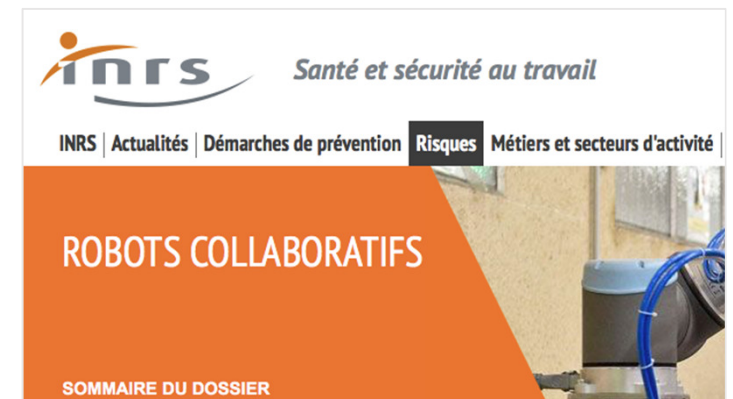 inrs
Santé et sécurité au travail
INRS | Actualités | Démarches de prévention | Risques Métiers et secteurs d'activité |
ROBOTS COLLABORATIFS
SOMMAIRE DU DOSSIER